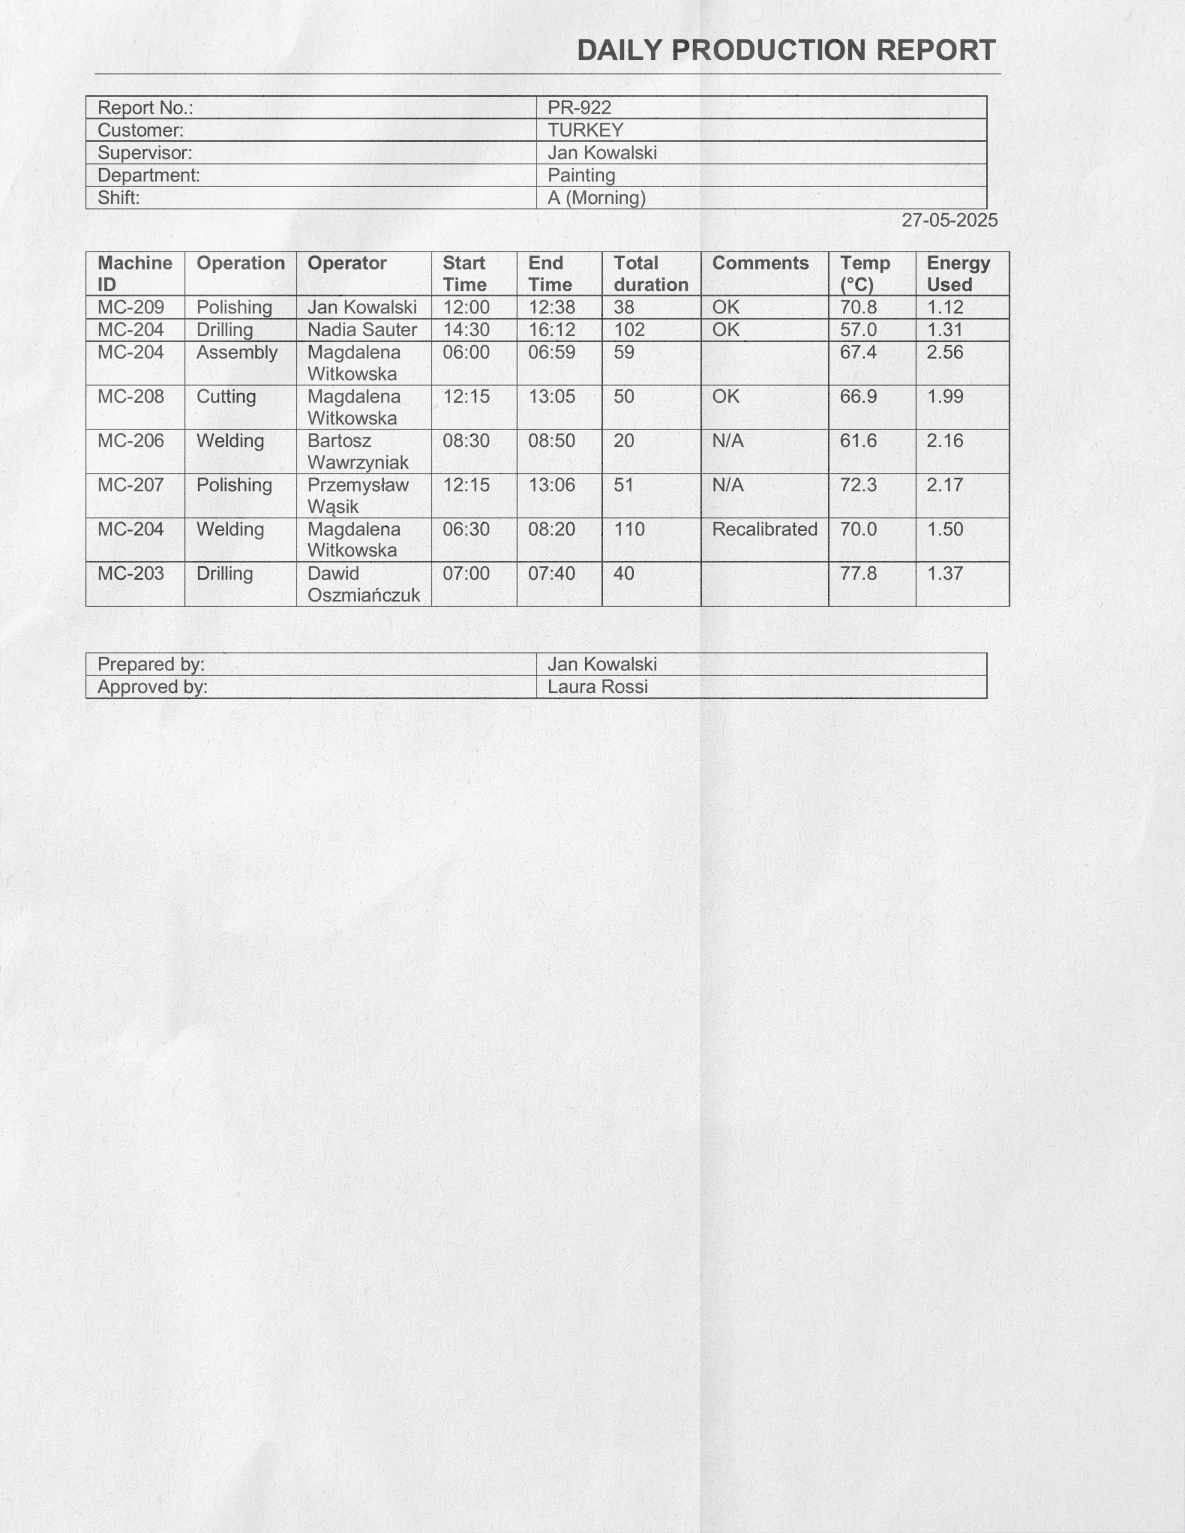 DAILY PRODUCTION REPORT
Report No.: PR-922
Customer: TURKEY
Supervisor: Jan Kowalski
Department: Painting
Shift: A (Morning)
27-05-2025
Machine ID Operation Operator Start Time End Time Total duration Comments Temp (°C) Energy Used
MC-209 Polishing Jan Kowalski 12:00 12:38 38 OK 70.8 1.12
MC-204 Drilling Nadia Sauter 14:30 16:12 102 OK 57.0 1.31
MC-204 Assembly Magdalena Witkowska 06:00 06:59 59 67.4 2.56
MC-208 Cutting Magdalena Witkowska 12:15 13:05 50 OK 66.9 1.99
MC-206 Welding Bartosz Wawrzyniak 08:30 08:50 20 N/A 61.6 2.16
MC-207 Polishing Przemysław Wąsik 12:15 13:06 51 N/A 72.3 2.17
MC-204 Welding Magdalena Witkowska 06:30 08:20 110 Recalibrated 70.0 1.50
MC-203 Drilling Dawid Oszmiańczuk 07:00 07:40 40 77.8 1.37
Prepared by: Jan Kowalski
Approved by: Laura Rossi